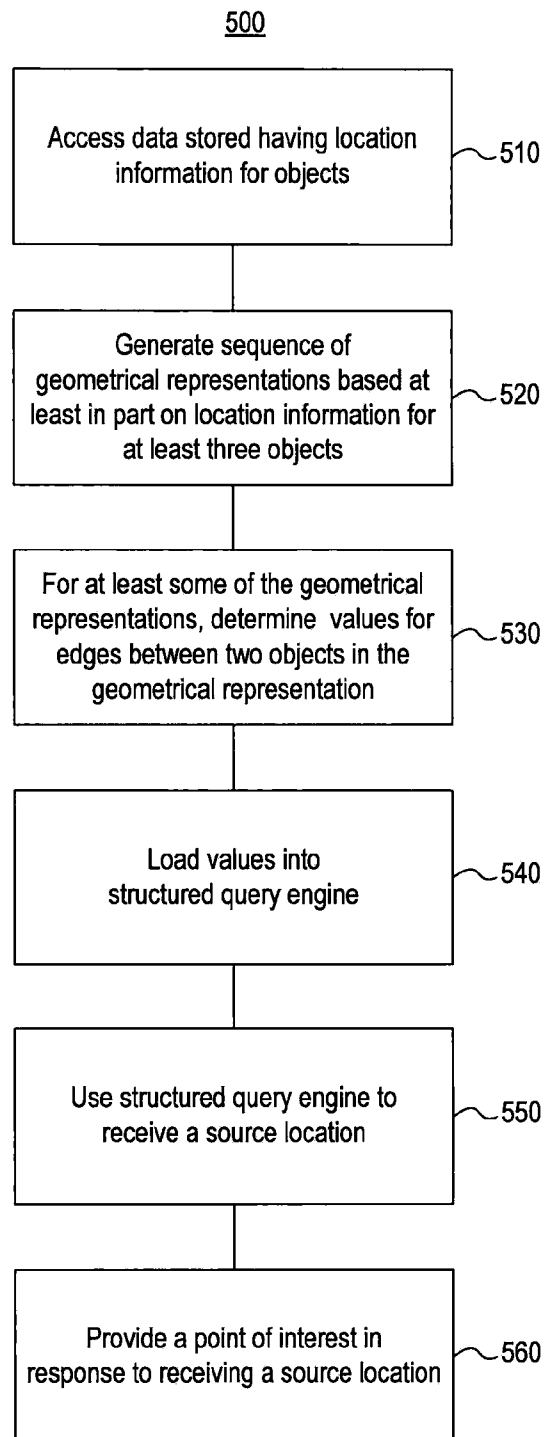 500
Access data stored having location
information for objects
510
Generate sequence of
geometrical representations based at
least in part on location information for
at least three objects
520
For at least some of the geometrical
representations, determine values for
edges between two objects in the
geometrical representation
530
Load values into
structured query engine
540
Use structured query engine to
receive a source location
550
Provide a point of interest in
response to receiving a source location
560